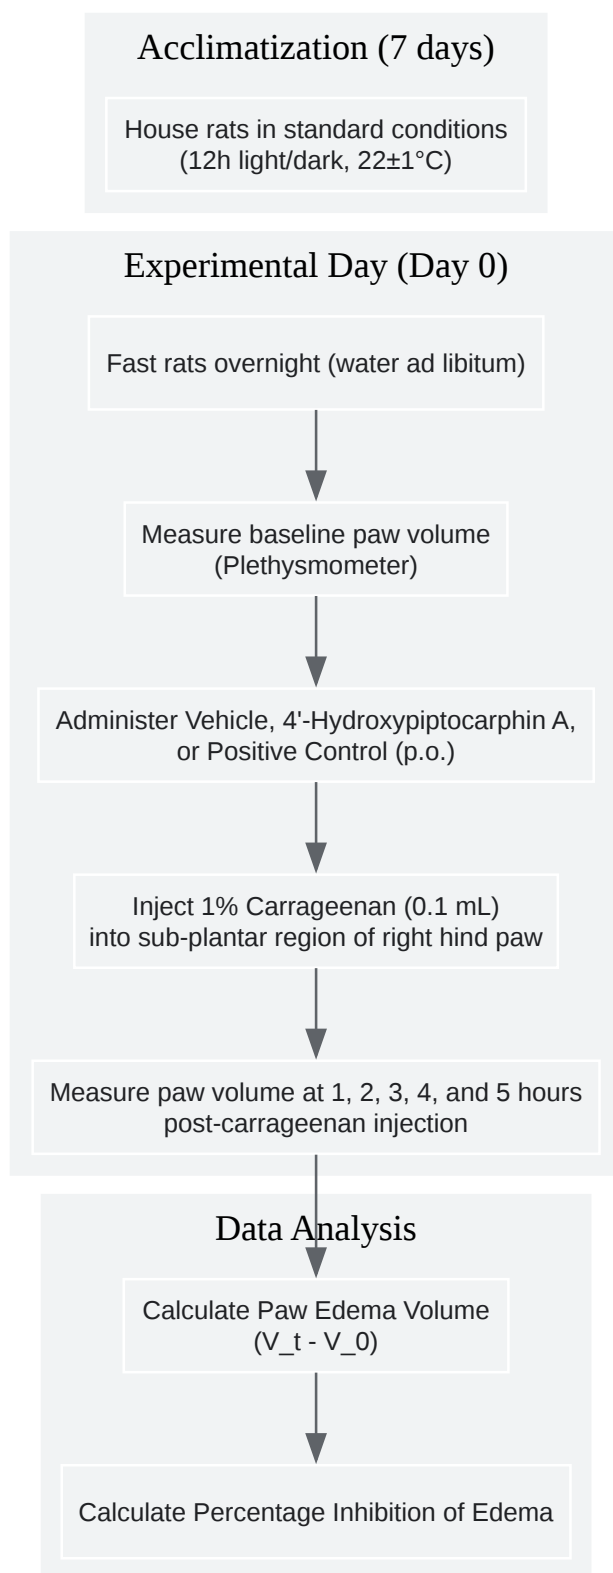 Acclimatization (7 days)
House rats in standard conditions
(12h light/dark, 22±1°C)
Experimental Day (Day 0)
Fast rats overnight (water ad libitum)
Measure baseline paw volume
(Plethysmometer)
Administer Vehicle, 4'-Hydroxypiptocarphin A,
or Positive Control (p.o.)
Inject 1% Carrageenan (0.1 mL)
into sub-plantar region of right hind paw
Measure paw volume at 1, 2, 3, 4, and 5 hours
post-carrageenan injection
Data Analysis
Calculate Paw Edema Volume
(V_t - V_0)
Calculate Percentage Inhibition of Edema